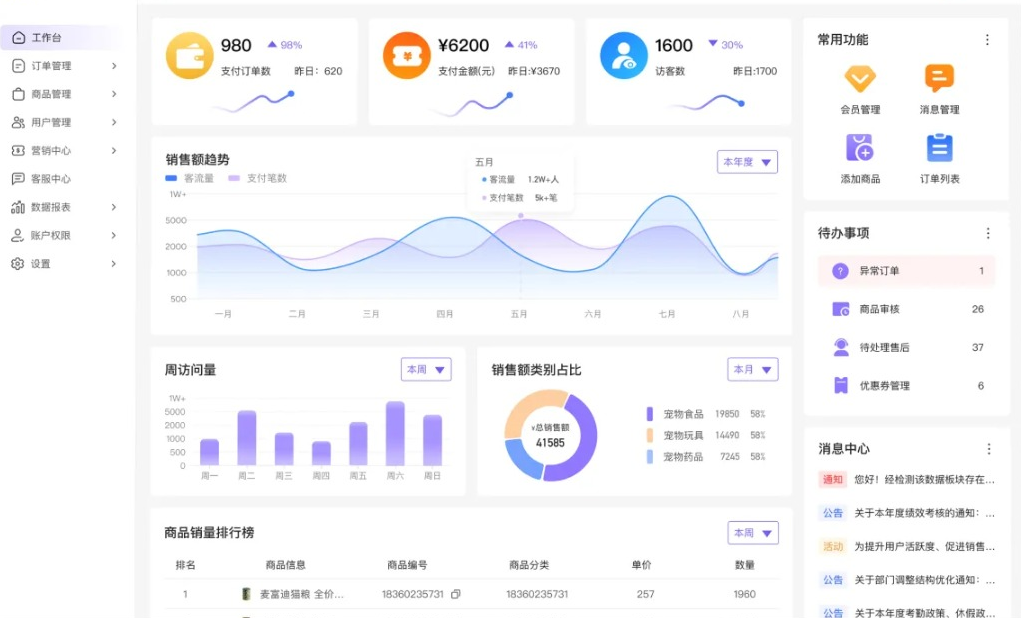 工作台
订单管理
商品管理
用户管理
营销中心
客服中心
数据报表
账户权限
设置
980 98%
支付订单数 昨日：620
¥6200 41%
支付金额(元) 昨日:¥3670
1600 30%
访客数 昨日:1700
销售额趋势
本年度
客流量 支付笔数
五月
客流量 1.2W+人
支付笔数 5k+笔
1W+
5000
2000
1000
500
一月 二月 三月 四月 五月 六月 七月 八月
周访问量
本周
1W+
5000
2000
1000
500
0
周一 周二 周三 周四 周五 周六 周日
销售额类别占比
本月
¥总销售额
41585
宠物食品 19850 58%
宠物玩具 14490 58%
宠物药品 7245 58%
商品销量排行榜
本周
排名 商品信息 商品编号 商品分类 单价 数量
1 麦富迪猫粮 全价... 18360235731 18360235731 257 1960
常用功能
会员管理 消息管理
添加商品 订单列表
待办事项
异常订单 1
商品审核 26
待处理售后 37
优惠券管理 6
消息中心
通知 您好！经检测该数据板块存在...
公告 关于本年度绩效考核的通知：...
活动 为提升用户活跃度、促进销售...
公告 关于部门调整结构优化通知：...
公告 关于本年度考勤政策、休假政...